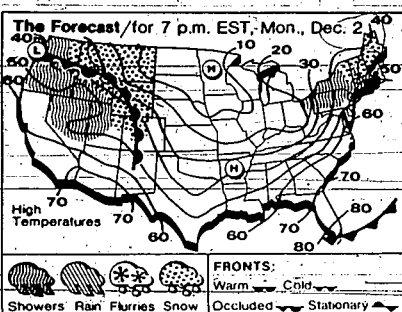 The Forecast/for 7 p.m. EST, Mon., Dec. 2
40
50
60
L
H
10
20
30
40
50
60
H
70
High
Temperatures
70
70
60
60
70
80
80
Showers Rain Flurries Snow
FRONTS:
Warm Cold
Occluded Stationary